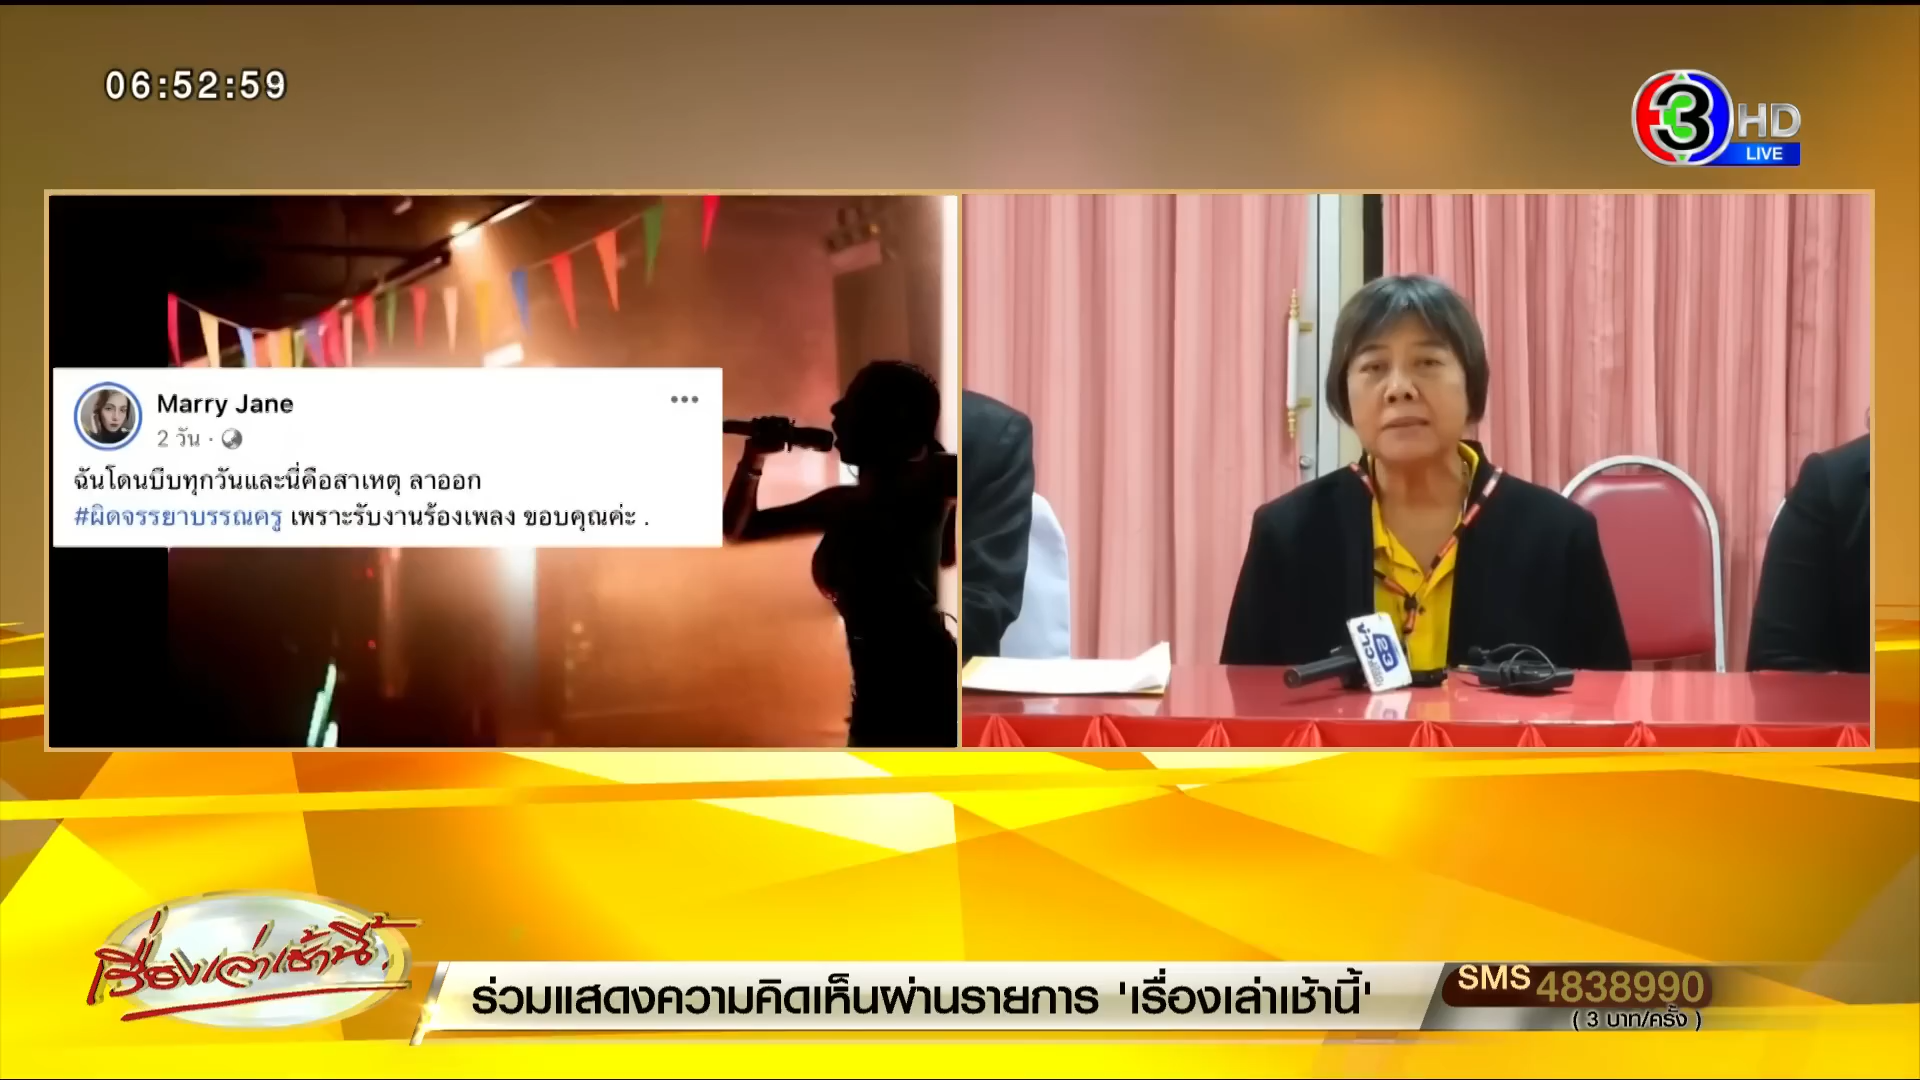 06:52:59
3 HD
LIVE
Marry Jane
2 วัน ·
ฉันโดนบีบทุกวันและนี่คือสาเหตุ ลาออก
#ผิดจรรยาบรรณครู เพราะรับงานร้องเพลง ขอบคุณค่ะ .
ข่าว
23
เรื่องเล่าเช้านี้
ร่วมแสดงความคิดเห็นผ่านรายการ 'เรื่องเล่าเช้านี้'
SMS 4838990
( 3 บาท/ครั้ง )